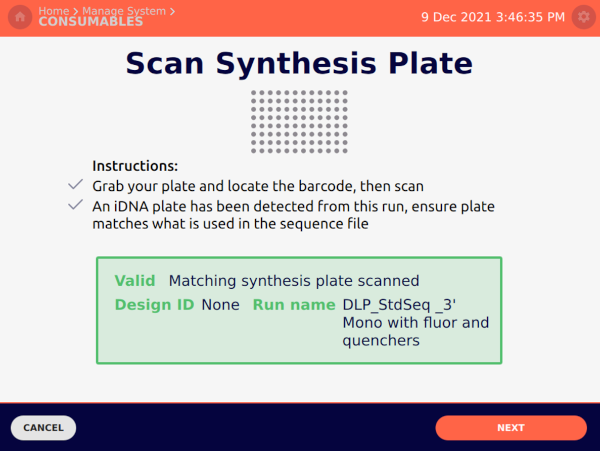 Home > Manage System >
CONSUMABLES
9 Dec 2021 3:46:35 PM
Scan Synthesis Plate
Instructions:
Grab your plate and locate the barcode, then scan
An iDNA plate has been detected from this run, ensure plate
matches what is used in the sequence file
Valid Matching synthesis plate scanned
Design ID None Run name DLP_StdSeq _3'
Mono with fluor and
quenchers
CANCEL
NEXT